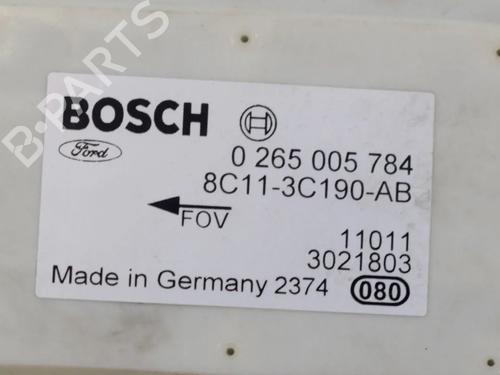 B-PARTS
BOSCH
Ford
0 265 005 784
8C11-3C190-AB
FOV
11011
3021803
Made in Germany 2374 080